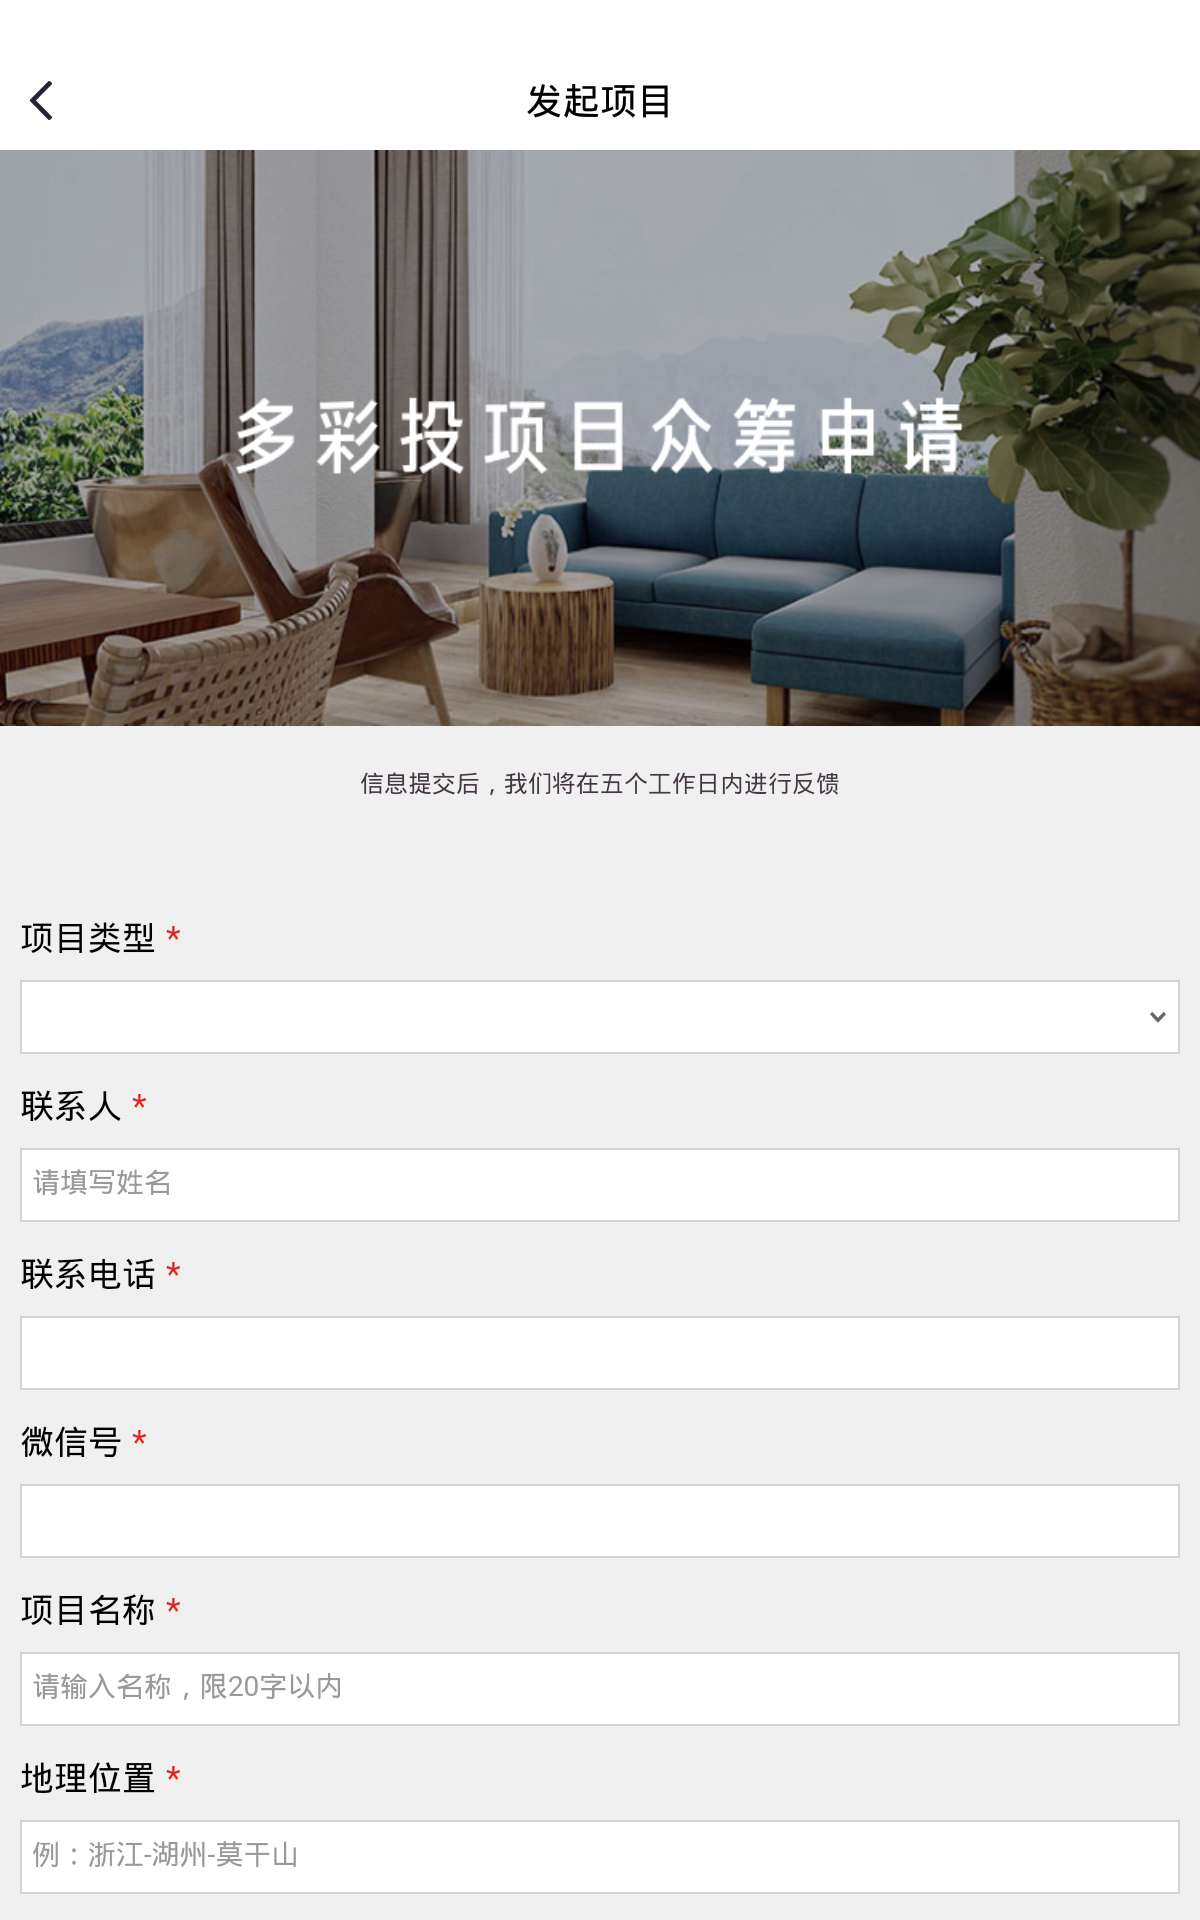 发起项目
多彩投项目众筹申请
信息提交后，我们将在五个工作日内进行反馈
项目类型 *
联系人 *
请填写姓名
联系电话 *
微信号 *
项目名称 *
请输入名称，限20字以内
地理位置 *
例：浙江-湖州-莫干山